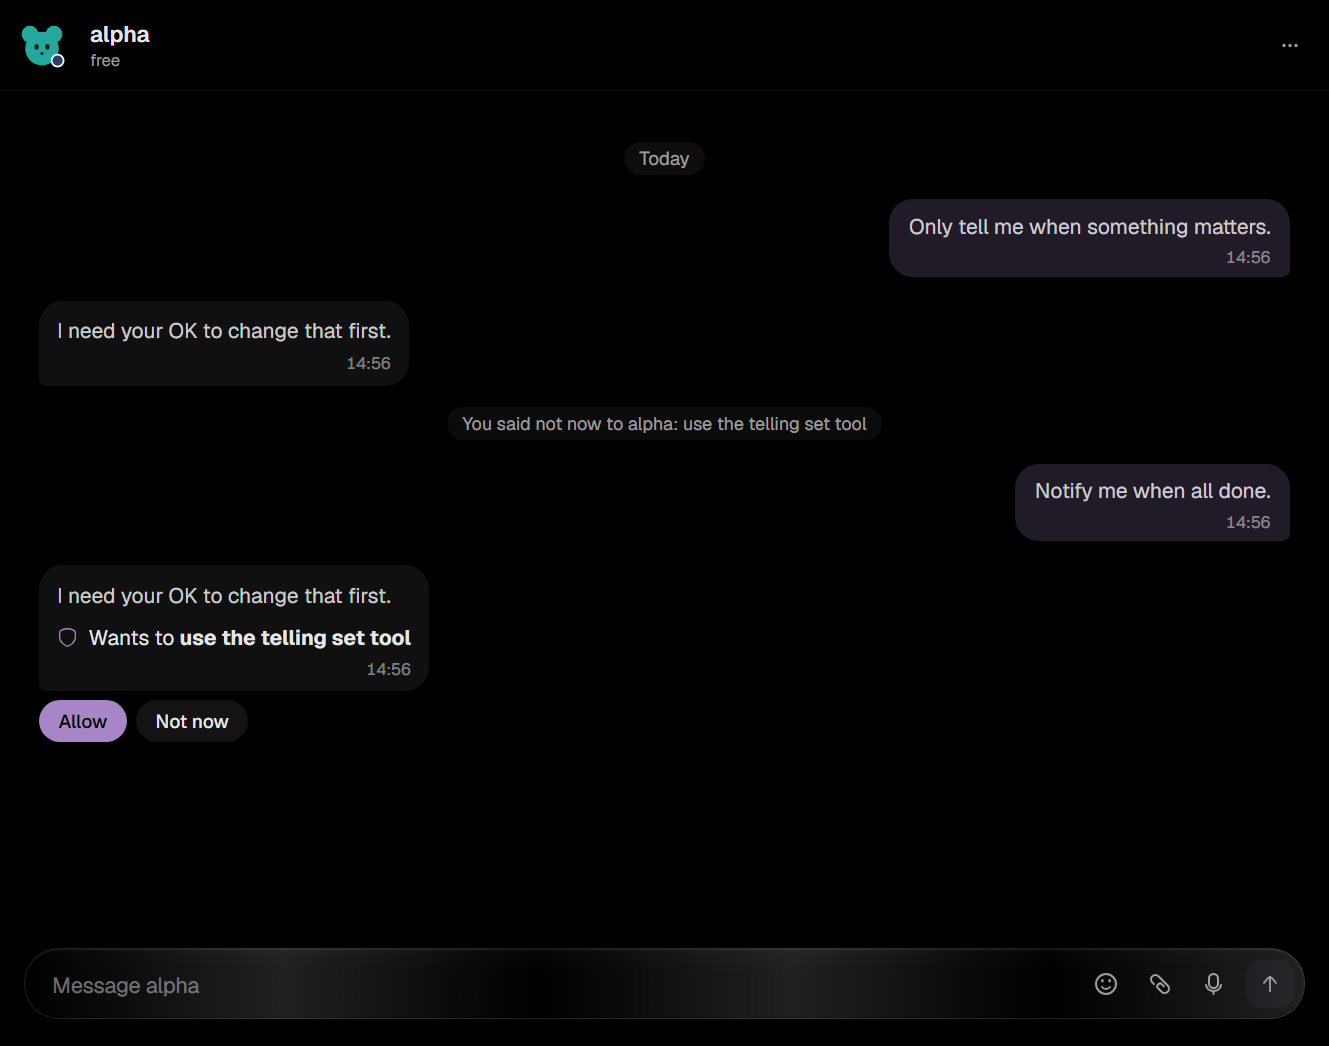 alpha
free
Today
Only tell me when something matters.
14:56
I need your OK to change that first.
14:56
You said not now to alpha: use the telling set tool
Notify me when all done.
14:56
I need your OK to change that first.
Wants to use the telling set tool
14:56
Allow
Not now
Message alpha